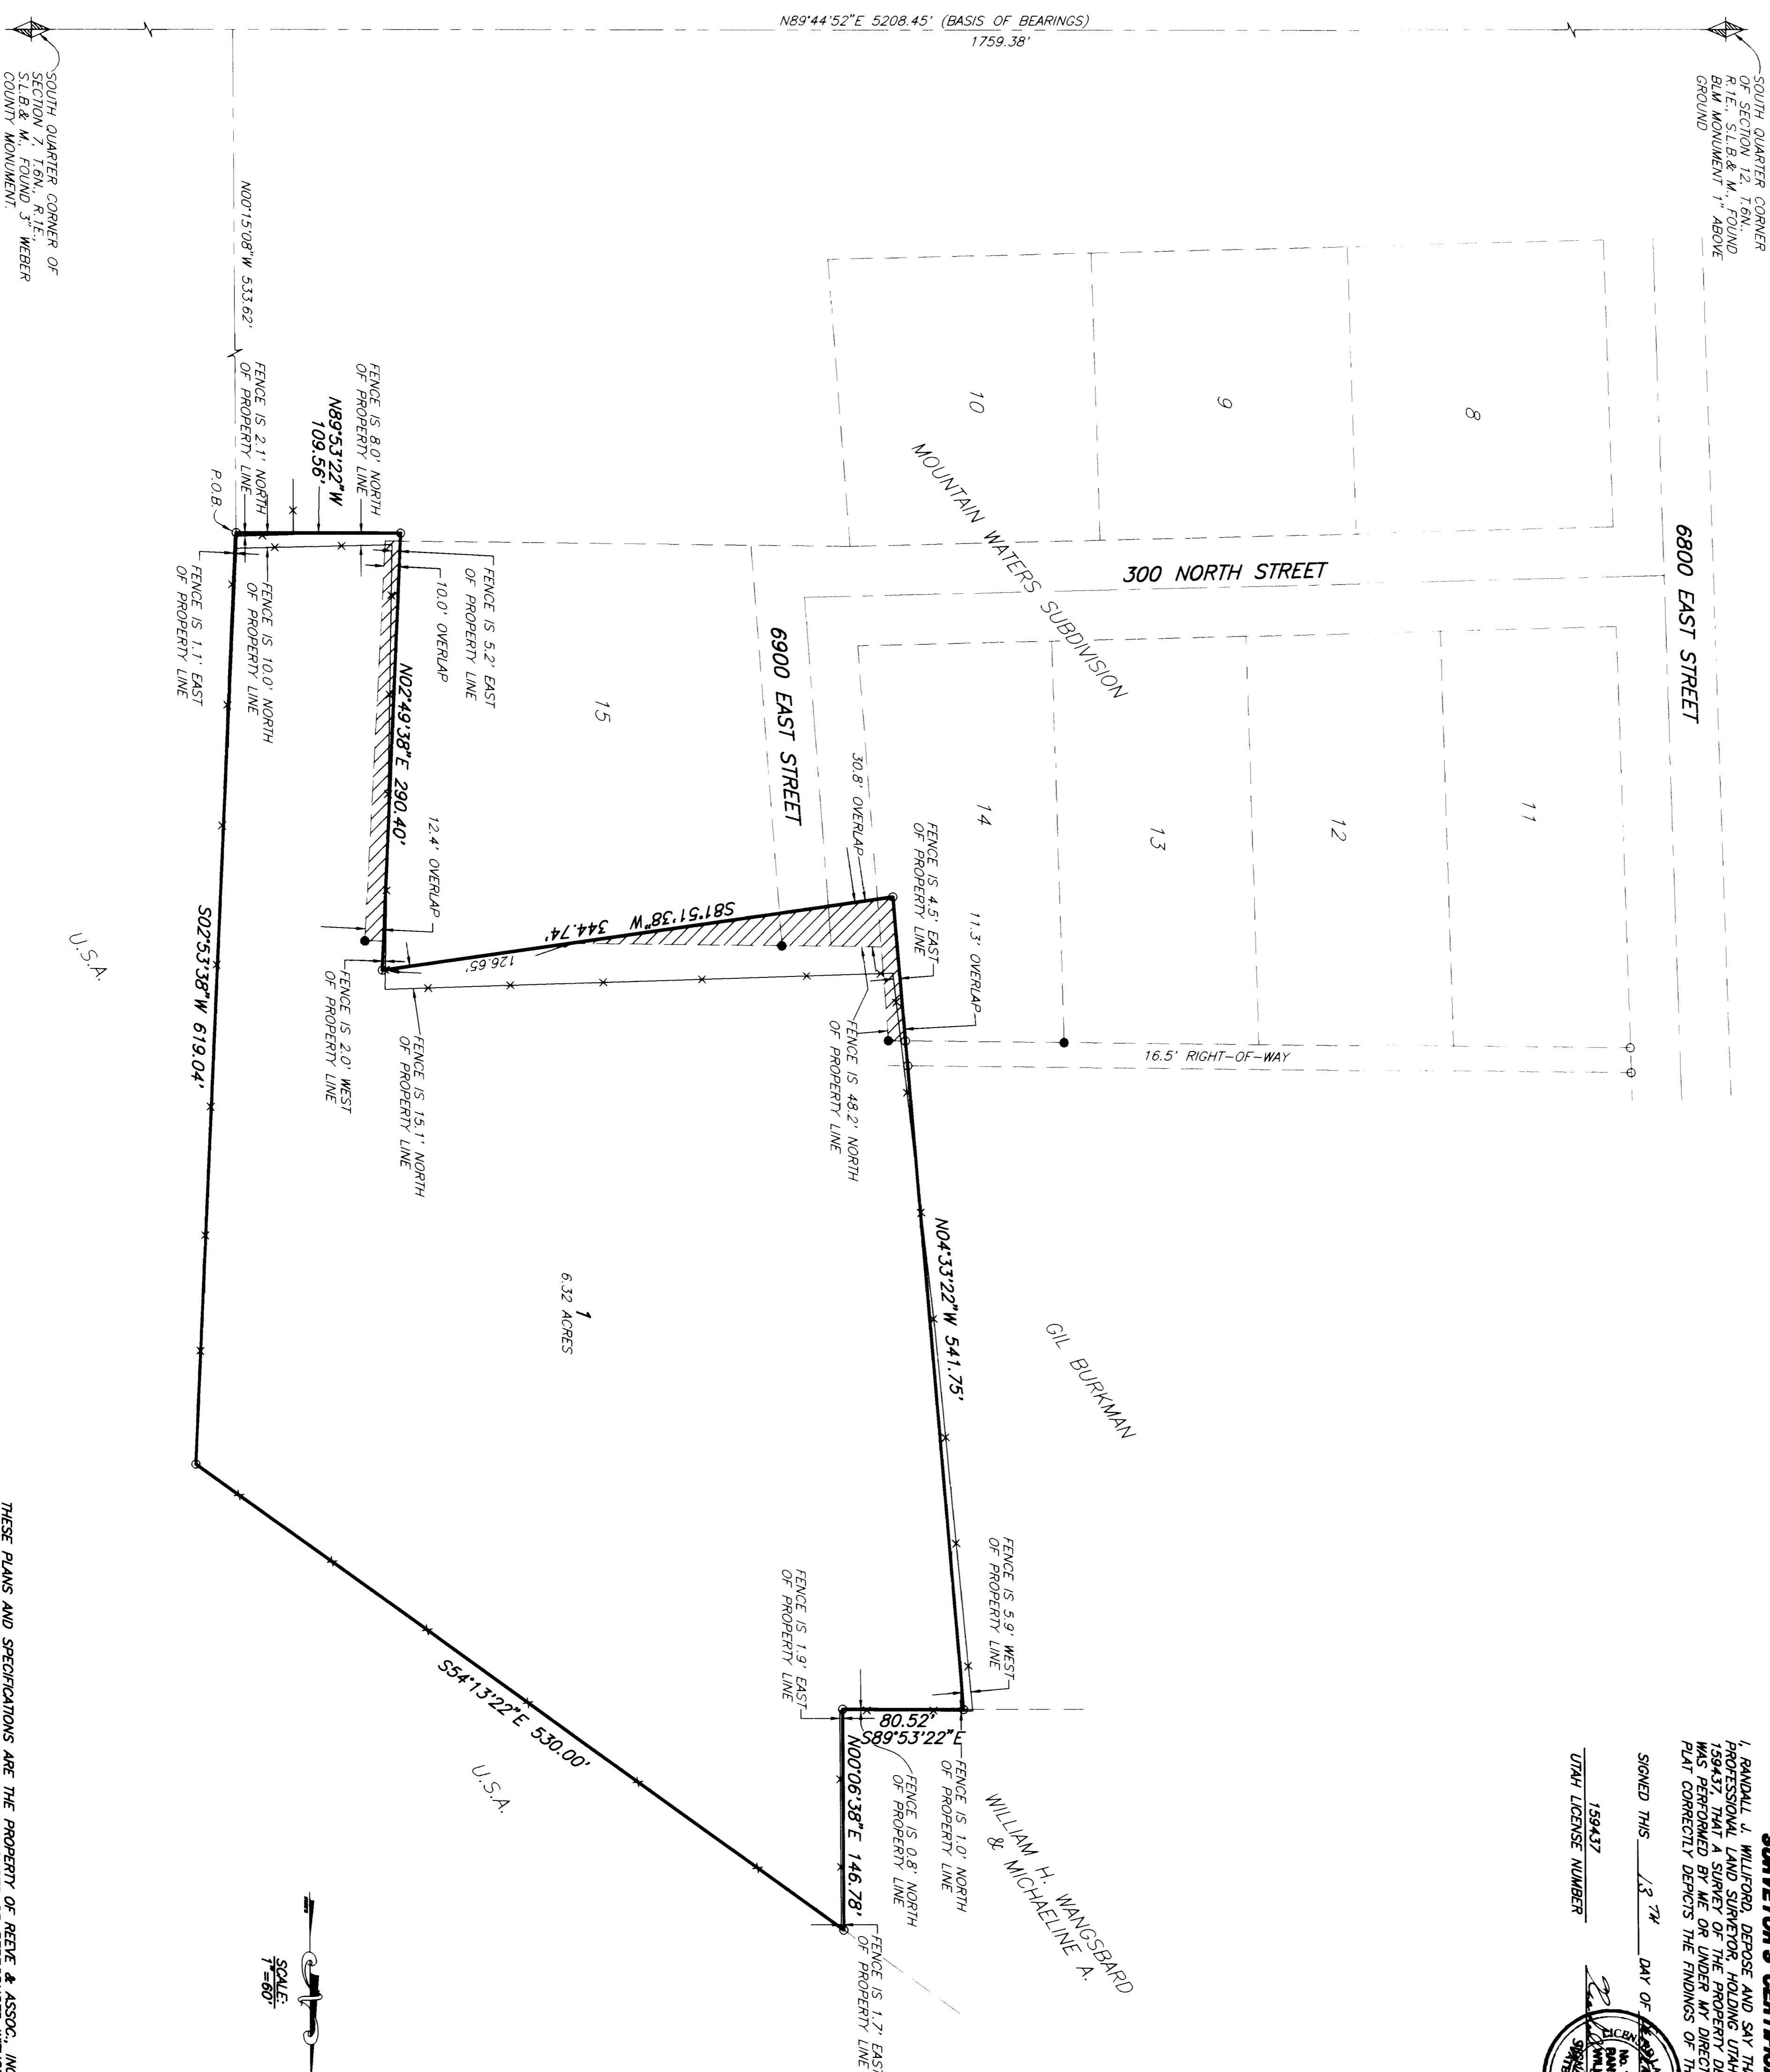 N89°44'52"E 5208.45' (BASIS OF BEARINGS)
1759.38'
SOUTH QUARTER CORNER
OF SECTION 12, T.6N.,
R.1E., S.L.B.& M., FOUND
BLM MONUMENT 1" ABOVE
GROUND
SOUTH QUARTER CORNER OF
SECTION 7, T.6N., R.1E.,
S.L.B.& M., FOUND 3" WEBER
COUNTY MONUMENT.
N00°15'08"W 533.62'
6800 EAST STREET
8
9
10
MOUNTAIN WATERS SUBDIVISION
300 NORTH STREET
11
12
13
14
15
6900 EAST STREET
16.5' RIGHT-OF-WAY
FENCE IS 8.0' NORTH
OF PROPERTY LINE
N89°53'22"W
109.56'
FENCE IS 2.1' NORTH
OF PROPERTY LINE
P.O.B.
FENCE IS 5.2' EAST
OF PROPERTY LINE
10.0' OVERLAP
FENCE IS 10.0' NORTH
OF PROPERTY LINE
FENCE IS 1.1' EAST
OF PROPERTY LINE
N02°49'38"E 290.40'
12.4' OVERLAP
30.8' OVERLAP
FENCE IS 4.5' EAST
OF PROPERTY LINE
11.3' OVERLAP
S81°51'38"W 344.74'
126.65'
FENCE IS 48.2' NORTH
OF PROPERTY LINE
FENCE IS 15.1' NORTH
OF PROPERTY LINE
FENCE IS 2.0' WEST
OF PROPERTY LINE
S02°53'38"W 619.04'
U.S.A.
1
6.32 ACRES
N04°33'22"W 541.75'
GIL BURKMAN
FENCE IS 5.9' WEST
OF PROPERTY LINE
FENCE IS 1.9' EAST
OF PROPERTY LINE
80.52'
S89°53'22"E
FENCE IS 1.0' NORTH
OF PROPERTY LINE
FENCE IS 0.8' NORTH
OF PROPERTY LINE
N00°06'38"E 146.78'
WILLIAM H. WANGSBARD
& MICHAELINE A.
FENCE IS 1.7' EAST
OF PROPERTY LINE
S54°13'22"E 530.00'
U.S.A.
SCALE:
1"=60'
I, RANDALL J. WILLIFORD, DEPOSE AND SAY TH
PROFESSIONAL LAND SURVEYOR, HOLDING UTAH
159437, THAT A SURVEY OF THE PROPERTY DE
WAS PERFORMED BY ME OR UNDER MY DIRECT
PLAT CORRECTLY DEPICTS THE FINDINGS OF TH
SIGNED THIS 13 TH DAY OF
159437
UTAH LICENSE NUMBER
THESE PLANS AND SPECIFICATIONS ARE THE PROPERTY OF REEVE & ASSOC., INC